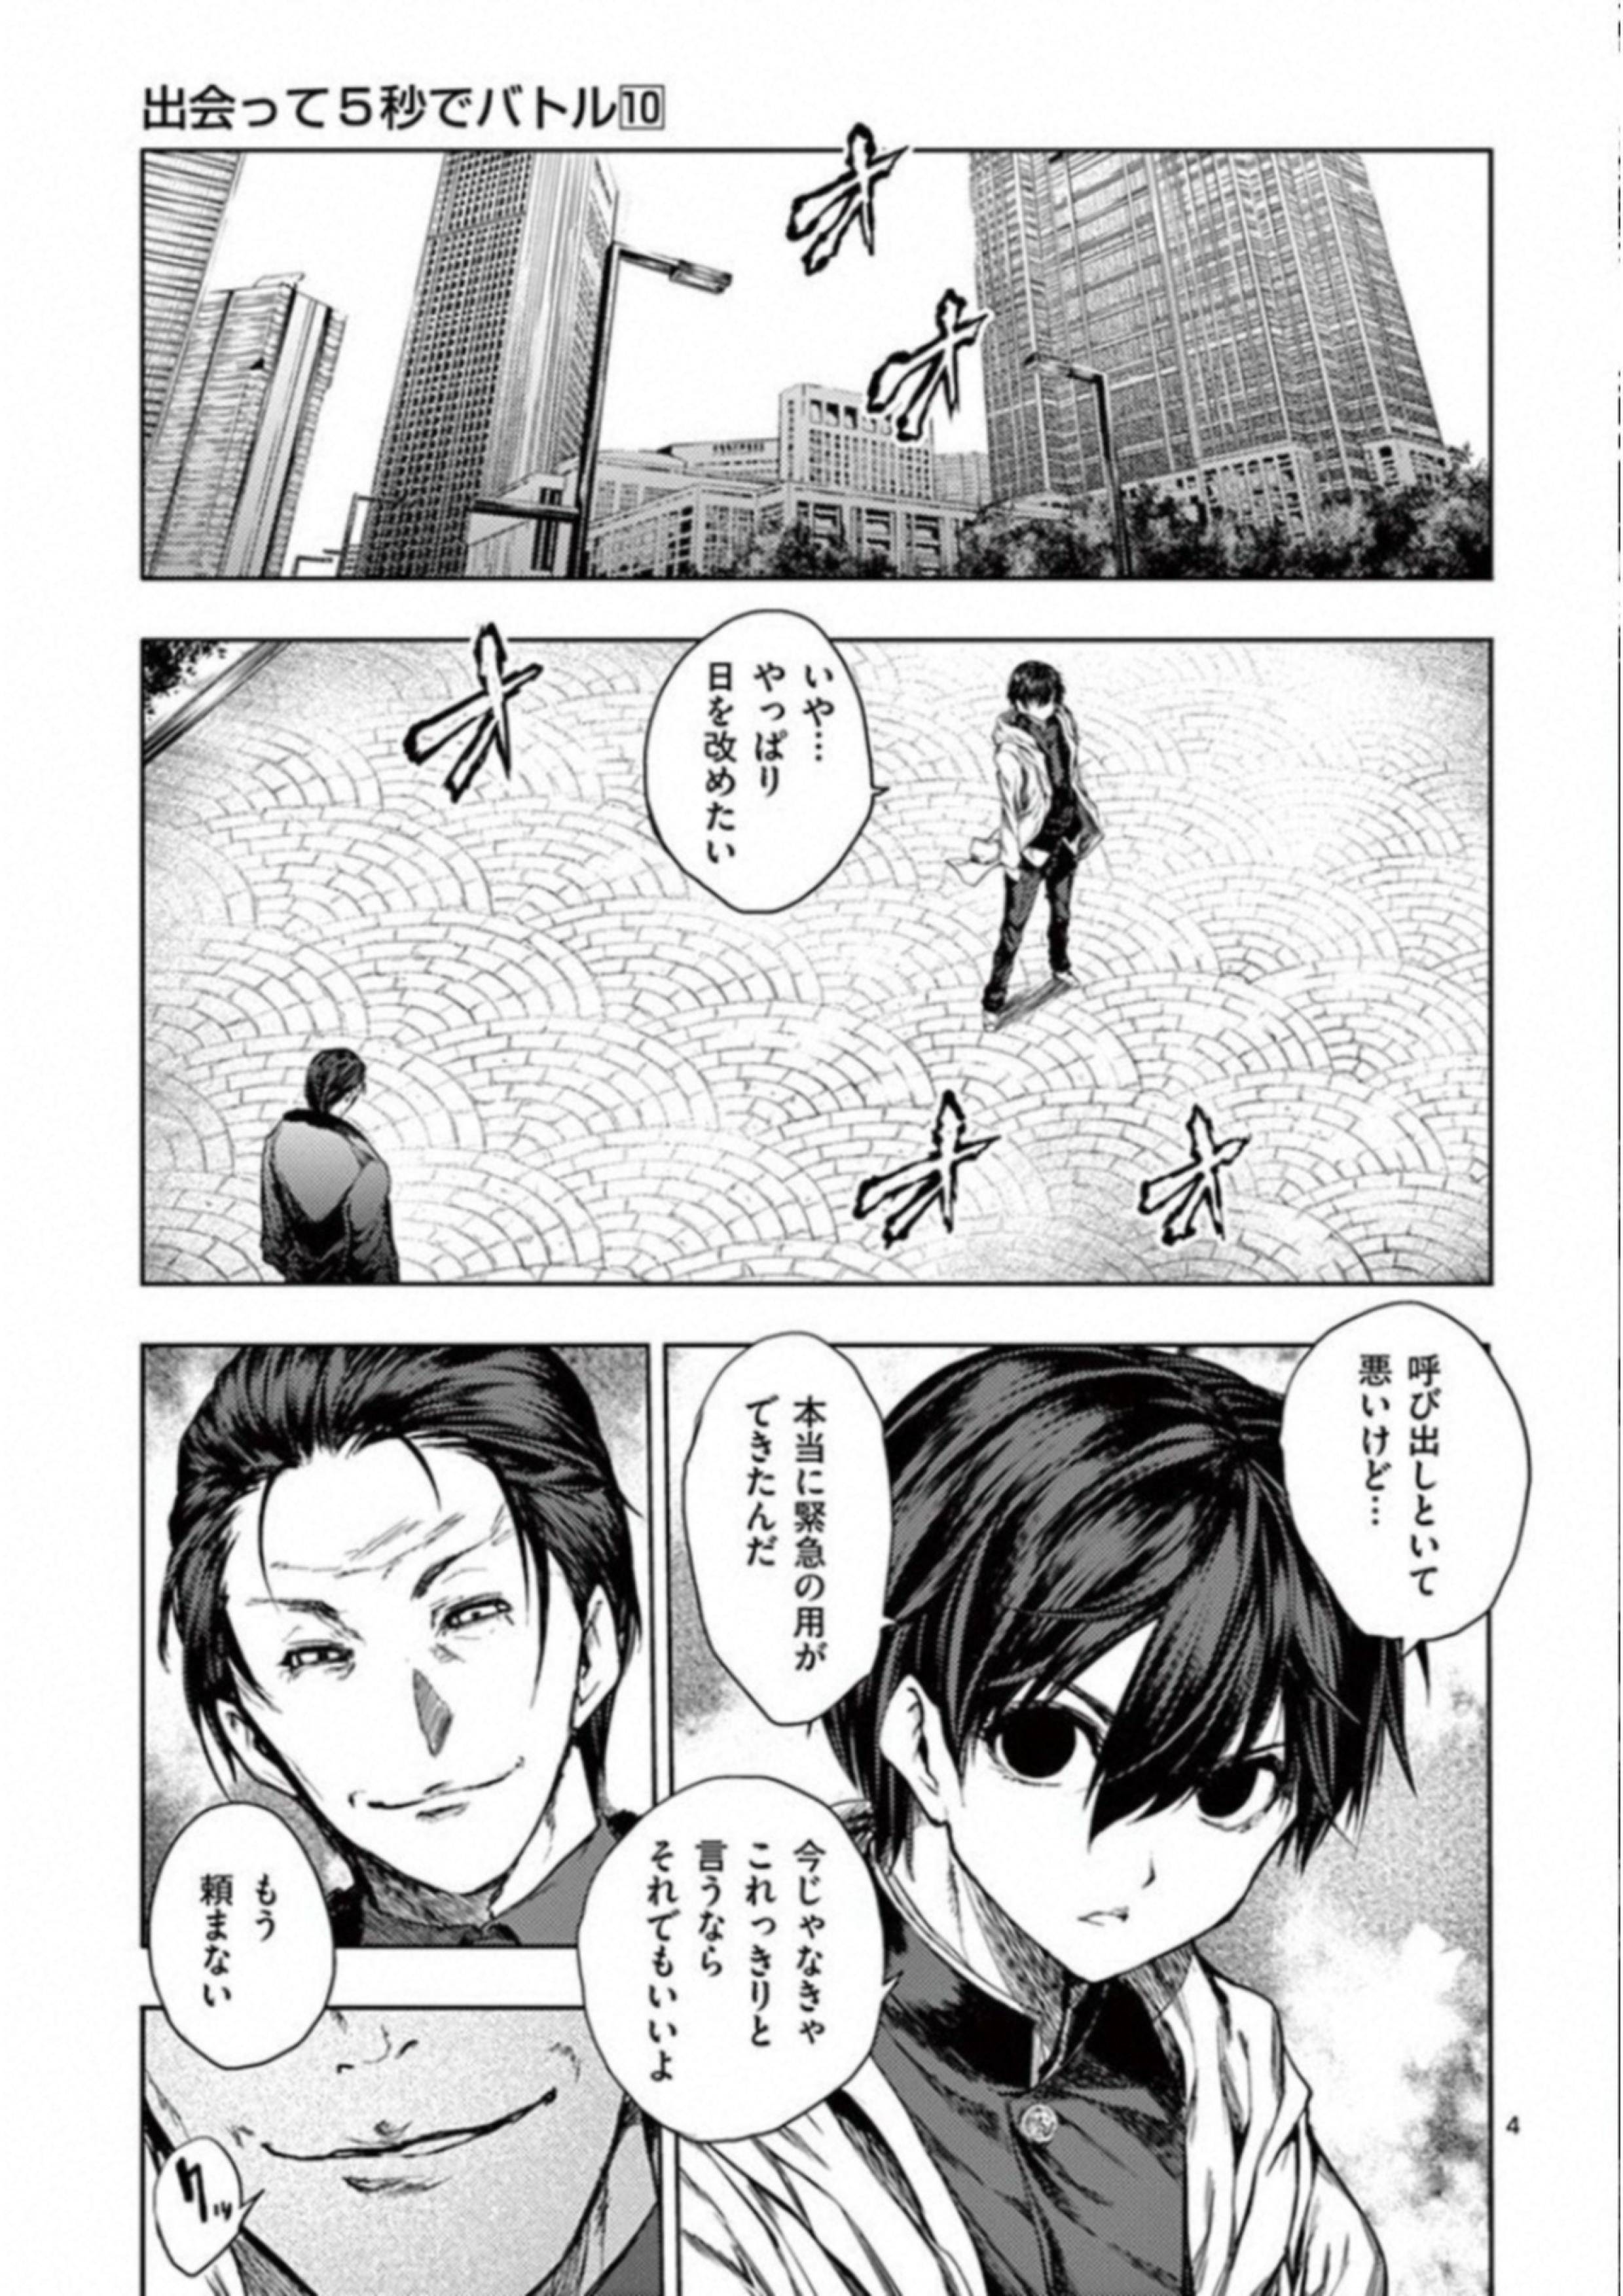 出会って5秒でバトル10
オ
オ
いや…
やっぱり
日を改めたい
オ
オ
オ
呼び出しといて
悪いけど…
本当に緊急の用が
できたんだ
今じゃなきゃ
これっきりと
言うなら
それでもいいよ
もう
頼まない
クッ
4